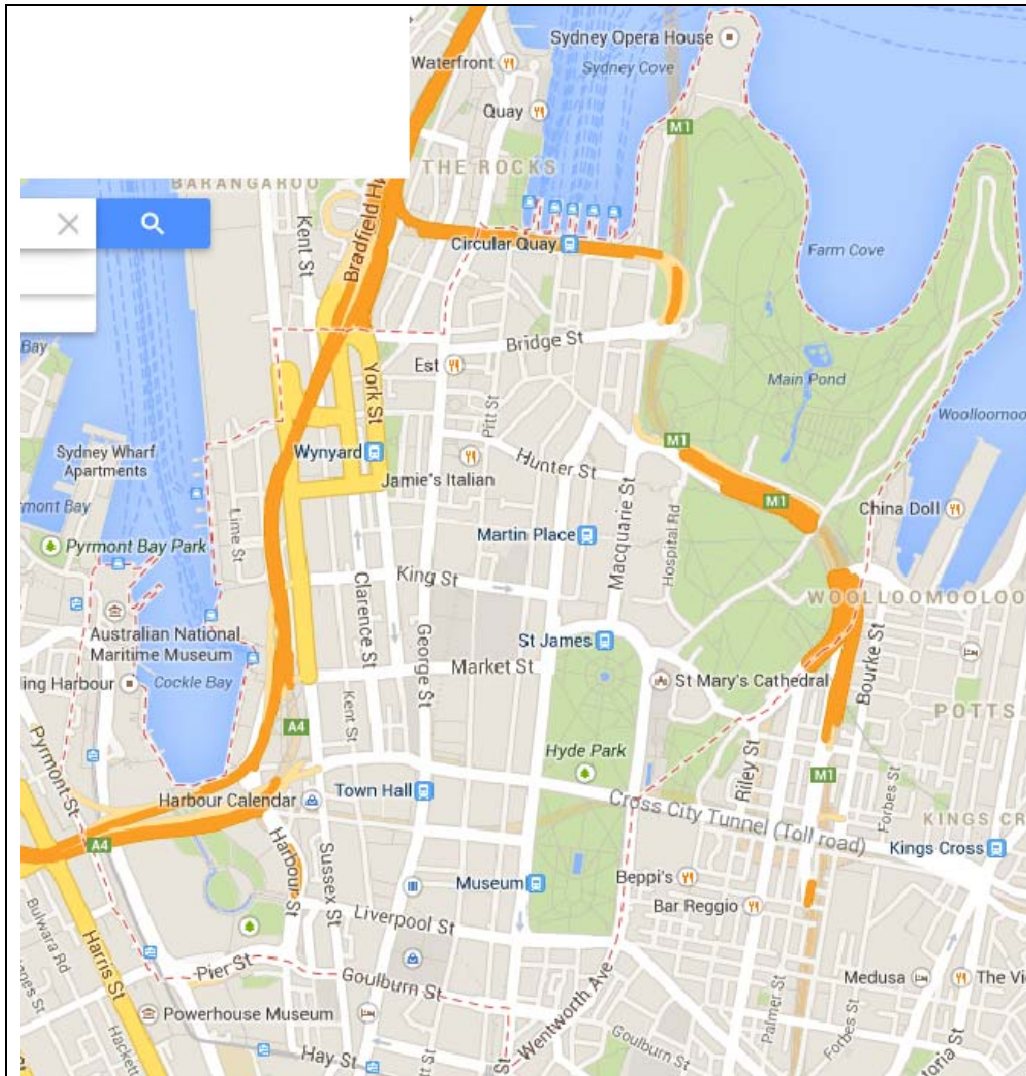 Sydney Opera House
Waterfront
Sydney Cove
Quay
M1
THE ROCKS
BARANGAROO
Kent St
Bradfield Hw
Circular Quay
Farm Cove
Bay
Bridge St
Est
York St
Main Pond
Pitt St
Woolloomoo
Sydney Wharf
Apartments
Wynyard
M1
Hunter St
Jamie's Italian
Macquarie St
M1
China Doll
mont Bay
Lime St
Hospital Rd
Martin Place
Pyrmont Bay Park
King St
Clarence St
WOOLLOOMOOLOO
Australian National
Maritime Museum
George St
St James
Bourke St
Market St
ling Harbour
Cockle Bay
St Mary's Cathedral
Kent St
POTTS
A4
Pyrmont St
Hyde Park
Riley St
M1
Harbour Calendar
Town Hall
Cross City Tunnel (Toll road)
Forbes St
KINGS CR
A4
Harbour St
Sussex St
Kings Cross
Museum
Beppi's
Bulwara Rd
Liverpool St
Bar Reggio
Harris St
Pier St
Goulburn St
Wentworth Ave
Medusa
The Vi
Powerhouse Museum
Palmer St
Forbes St
Hackett
Hay St
St
Goulburn St
oria St